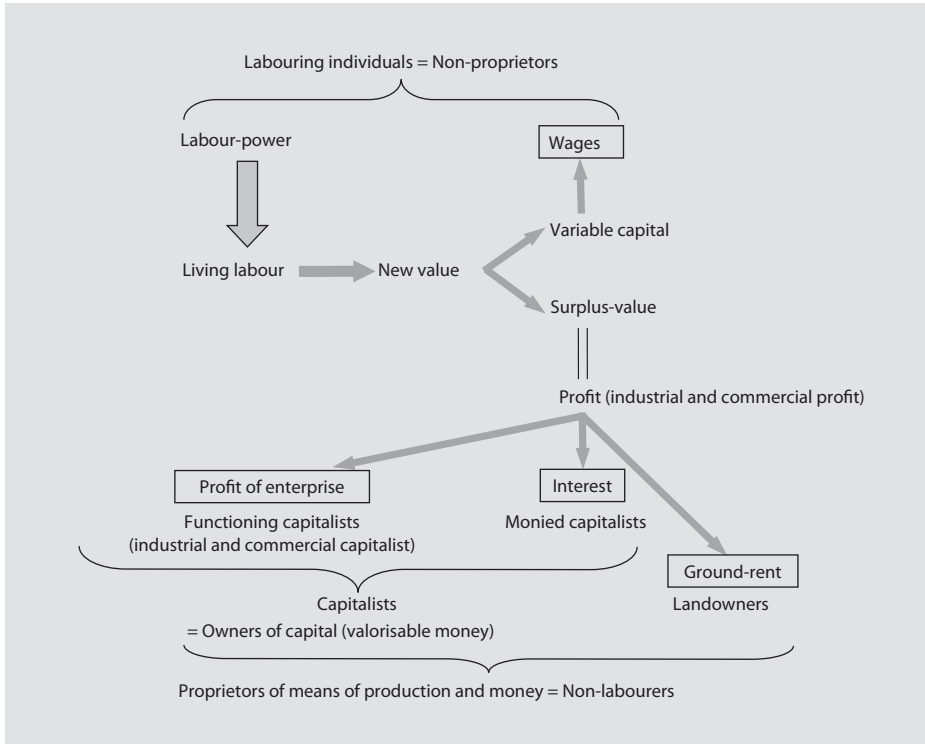 Labouring individuals = Non-proprietors
Labour-power
Wages
Variable capital
Living labour
New value
Surplus-value
Profit (industrial and commercial profit)
Profit of enterprise
Interest
Functioning capitalists
(industrial and commercial capitalist)
Monied capitalists
Ground-rent
Landowners
Capitalists
= Owners of capital (valorisable money)
Proprietors of means of production and money = Non-labourers